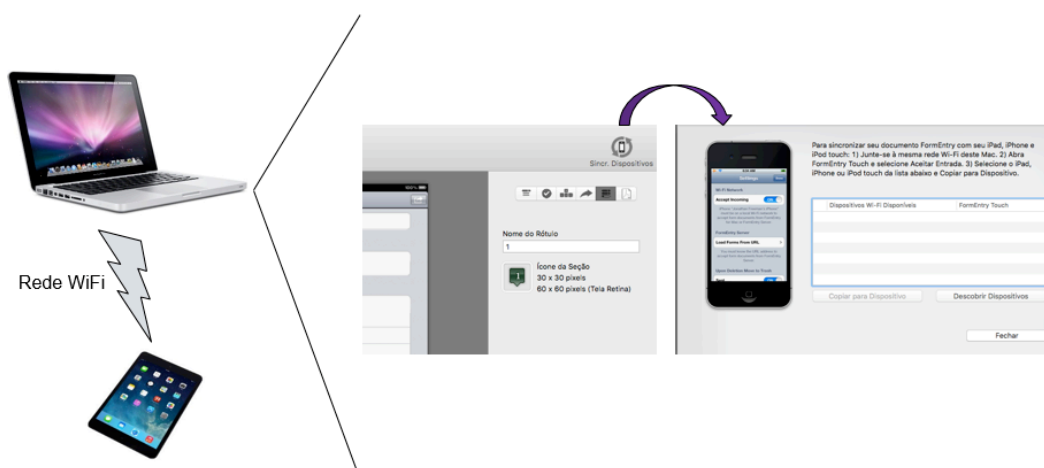 Rede WiFi
Sincr. Dispositivos
100%
Nome do Rótulo
1
Ícone da Seção
30 x 30 pixels
60 x 60 pixels (Tela Retina)
Para sincronizar seu documento FormEntry com seu iPad, iPhone e
iPod touch: 1) Junte-se à mesma rede Wi-Fi deste Mac. 2) Abra
FormEntry Touch e selecione Aceitar Entrada. 3) Selecione o iPad,
iPhone ou iPod touch da lista abaixo e Copiar para Dispositivo.
Settings
Wi-Fi Network
Accept Incoming
FormEntry Server
Load Forms From URL
Dispositivos Wi-Fi Disponíveis FormEntry Touch
Copiar para Dispositivo Descobrir Dispositivos
Fechar